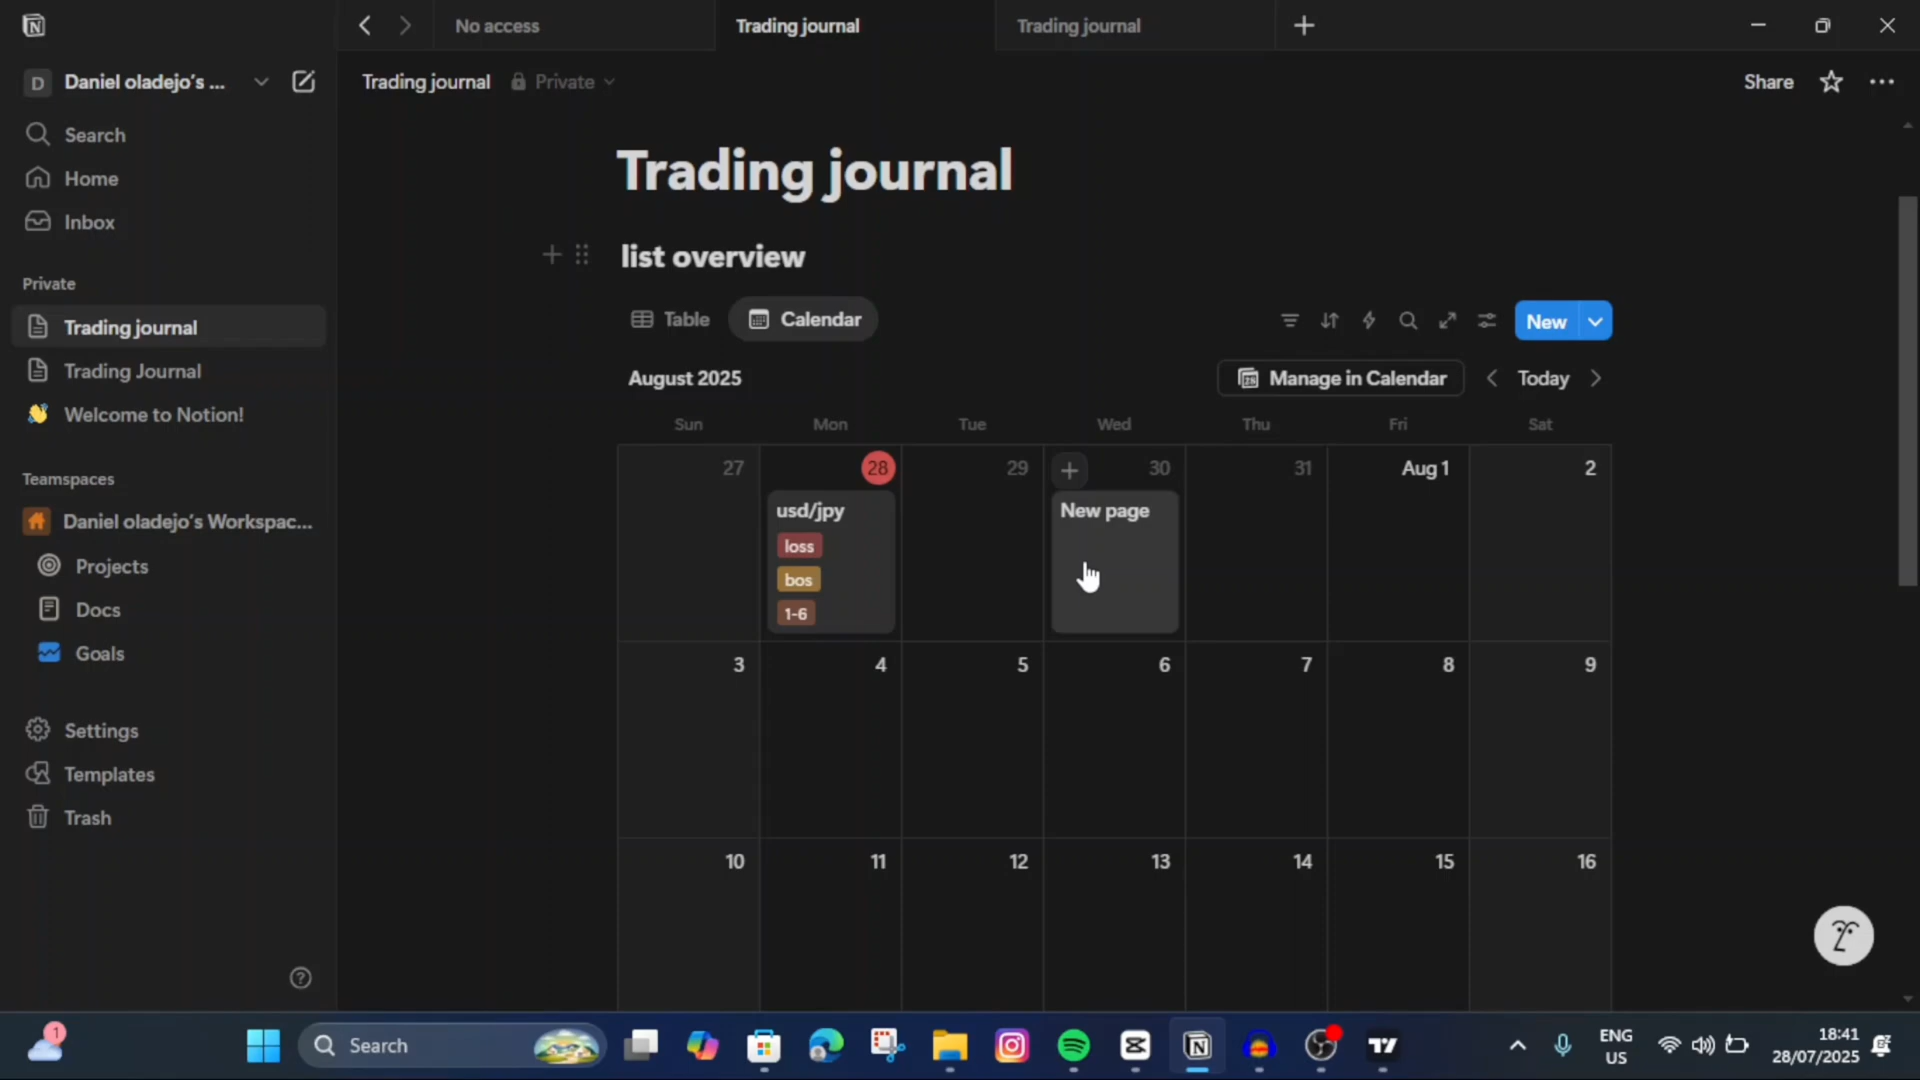 No access
Trading journal
Trading journal
D
Daniel oladejo's ...
Trading journal
Private
Share
Search
Home
Inbox
Private
Trading journal
Trading Journal
Welcome to Notion!
Teamspaces
Daniel oladejo's Workspac...
Projects
Docs
Goals
Settings
Templates
Trash
Trading journal
list overview
Table
Calendar
New
August 2025
Manage in Calendar
Today
Sun Mon Tue Wed Thu Fri Sat
27 28 29 30 31 Aug 1 2
usd/jpy
loss
bos
1-6
New page
3 4 5 6 7 8 9
10 11 12 13 14 15 16
1
Search
ENG
US
18:41
28/07/2025